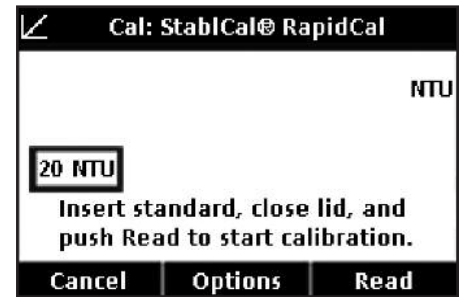 Cal: StablCal® RapidCal
NTU
20 NTU
Insert standard, close lid, and
push Read to start calibration.
Cancel Options Read